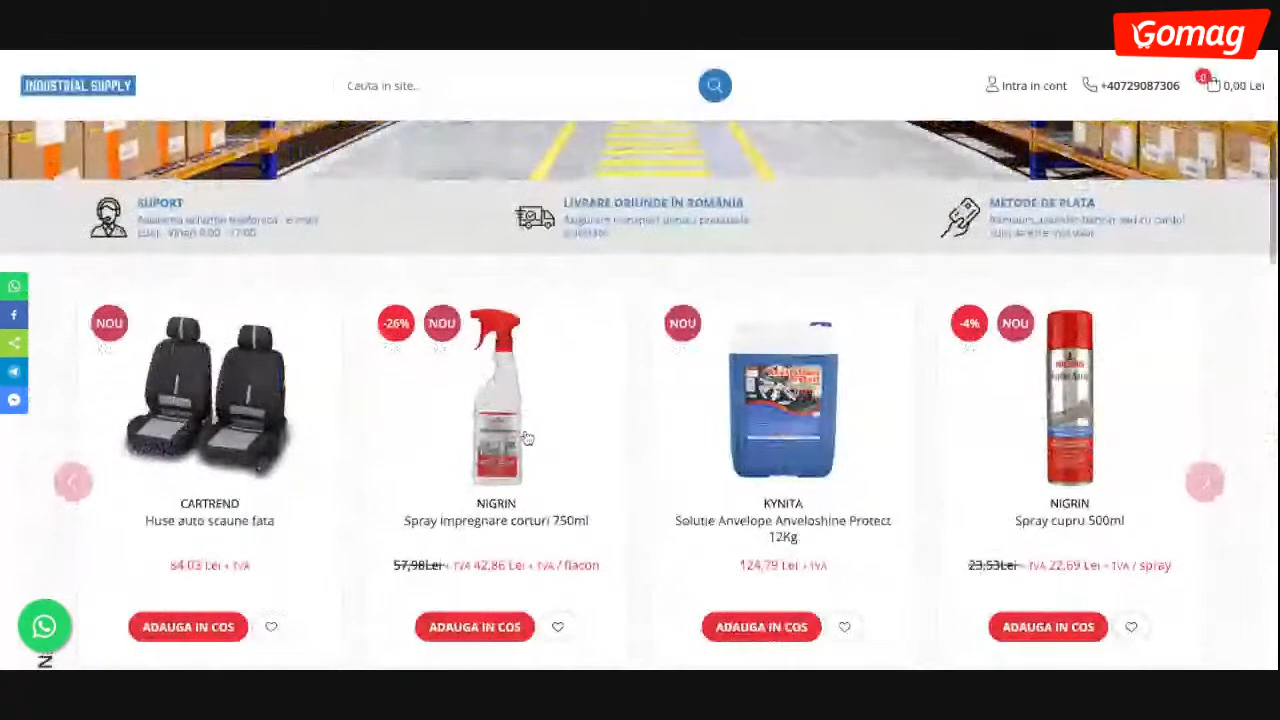 Gomag
INDUSTRIAL SUPPLY
Cauta in site...
Intra in cont
+40729087306
0
0,00 Lei
SUPORT
LIVRARE ORIUNDE ÎN ROMÂNIA
METODE DE PLATA
NOU
-26% NOU
NOU
-4% NOU
CARTREND
Huse auto scaune fata
84,03 Lei + TVA
ADAUGA IN COS
NIGRIN
Spray impregnare corturi 750ml
57,98Lei + TVA 42,86 Lei + TVA / flacon
ADAUGA IN COS
KYNITA
Solutie Anvelope Anveloshine Protect
12Kg
124,79 Lei + TVA
ADAUGA IN COS
NIGRIN
Spray cupru 500ml
23,53Lei + TVA 22,69 Lei + TVA / spray
ADAUGA IN COS